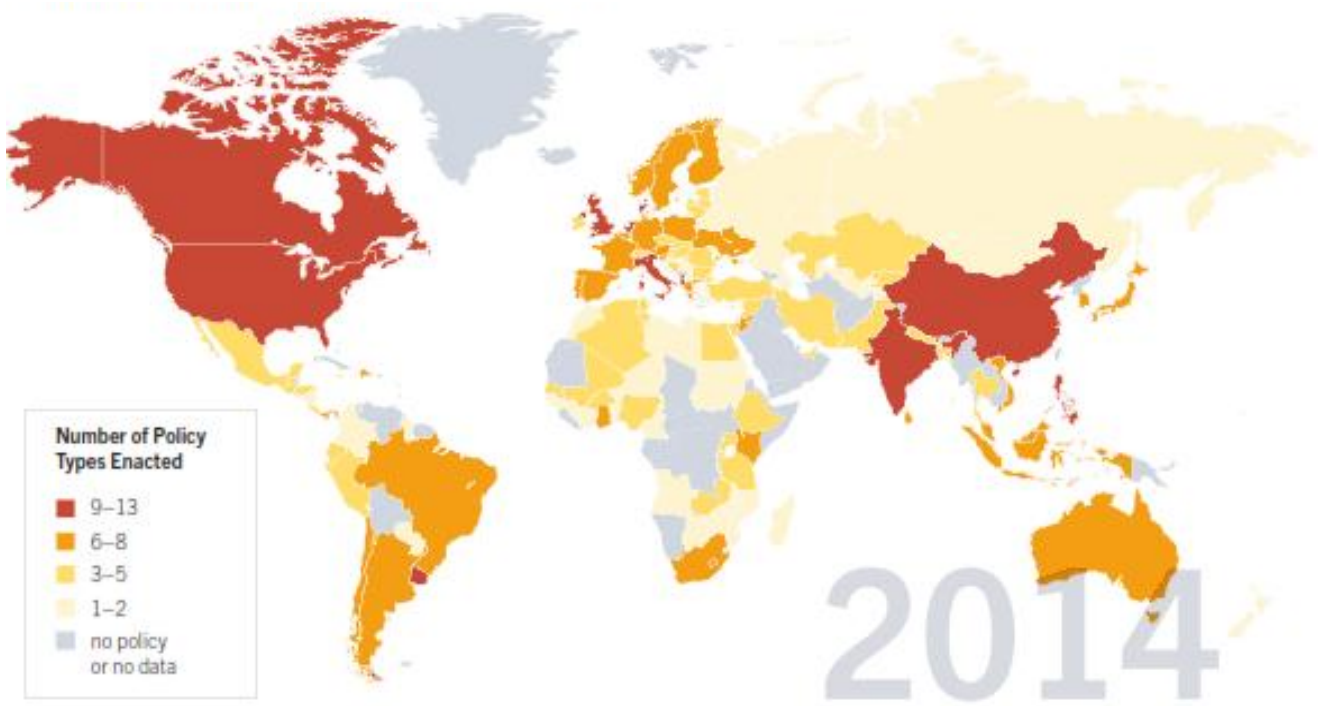 Number of Policy
Types Enacted
9–13
6–8
3–5
1–2
no policy
or no data
2014